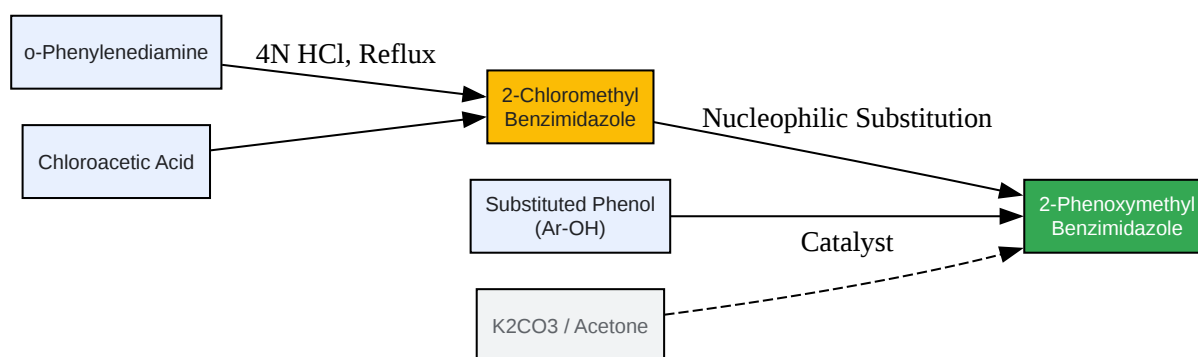 o-Phenylenediamine
4N HCl, Reflux
2-Chloromethyl
Benzimidazole
Chloroacetic Acid
Nucleophilic Substitution
Substituted Phenol
(Ar-OH)
2-Phenoxymethyl
Benzimidazole
Catalyst
K2CO3 / Acetone